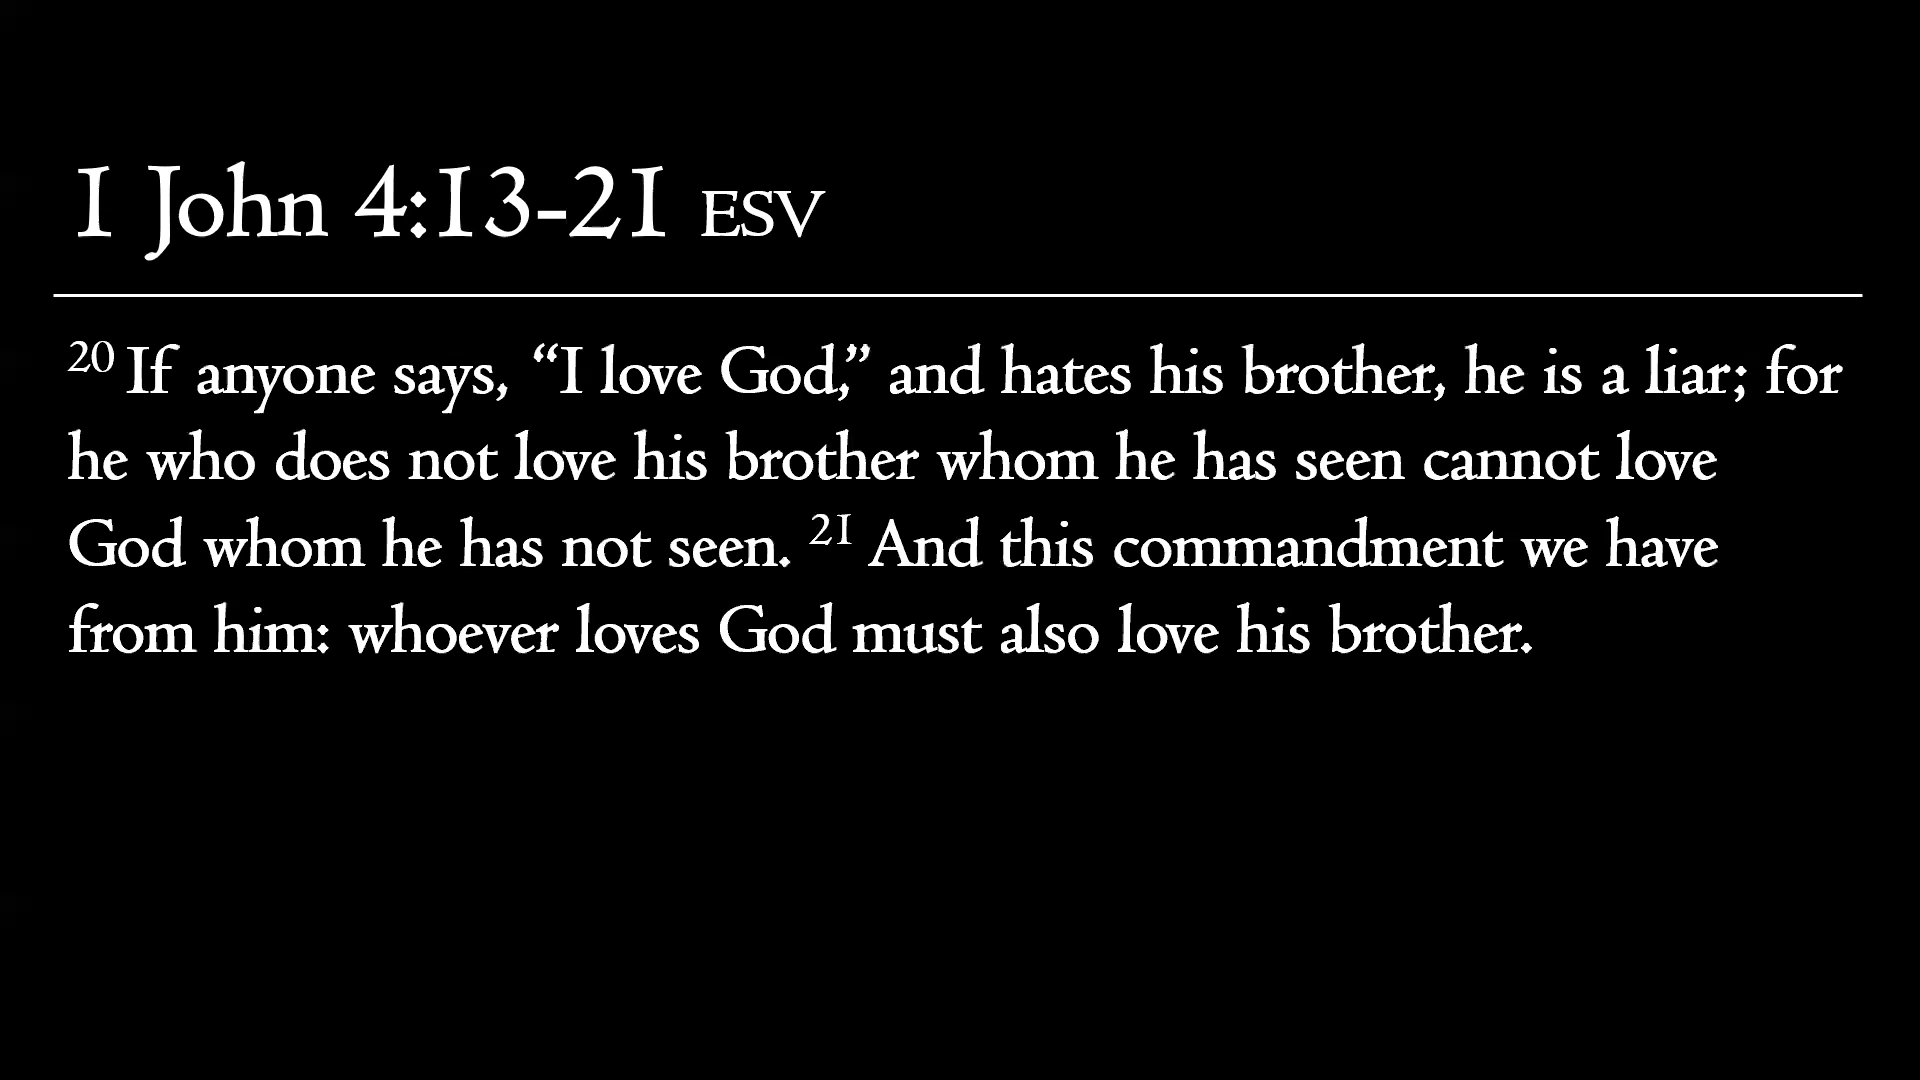 1 John 4:13-21 ESV
20 If anyone says, “I love God,” and hates his brother, he is a liar; for
he who does not love his brother whom he has seen cannot love
God whom he has not seen. 21 And this commandment we have
from him: whoever loves God must also love his brother.